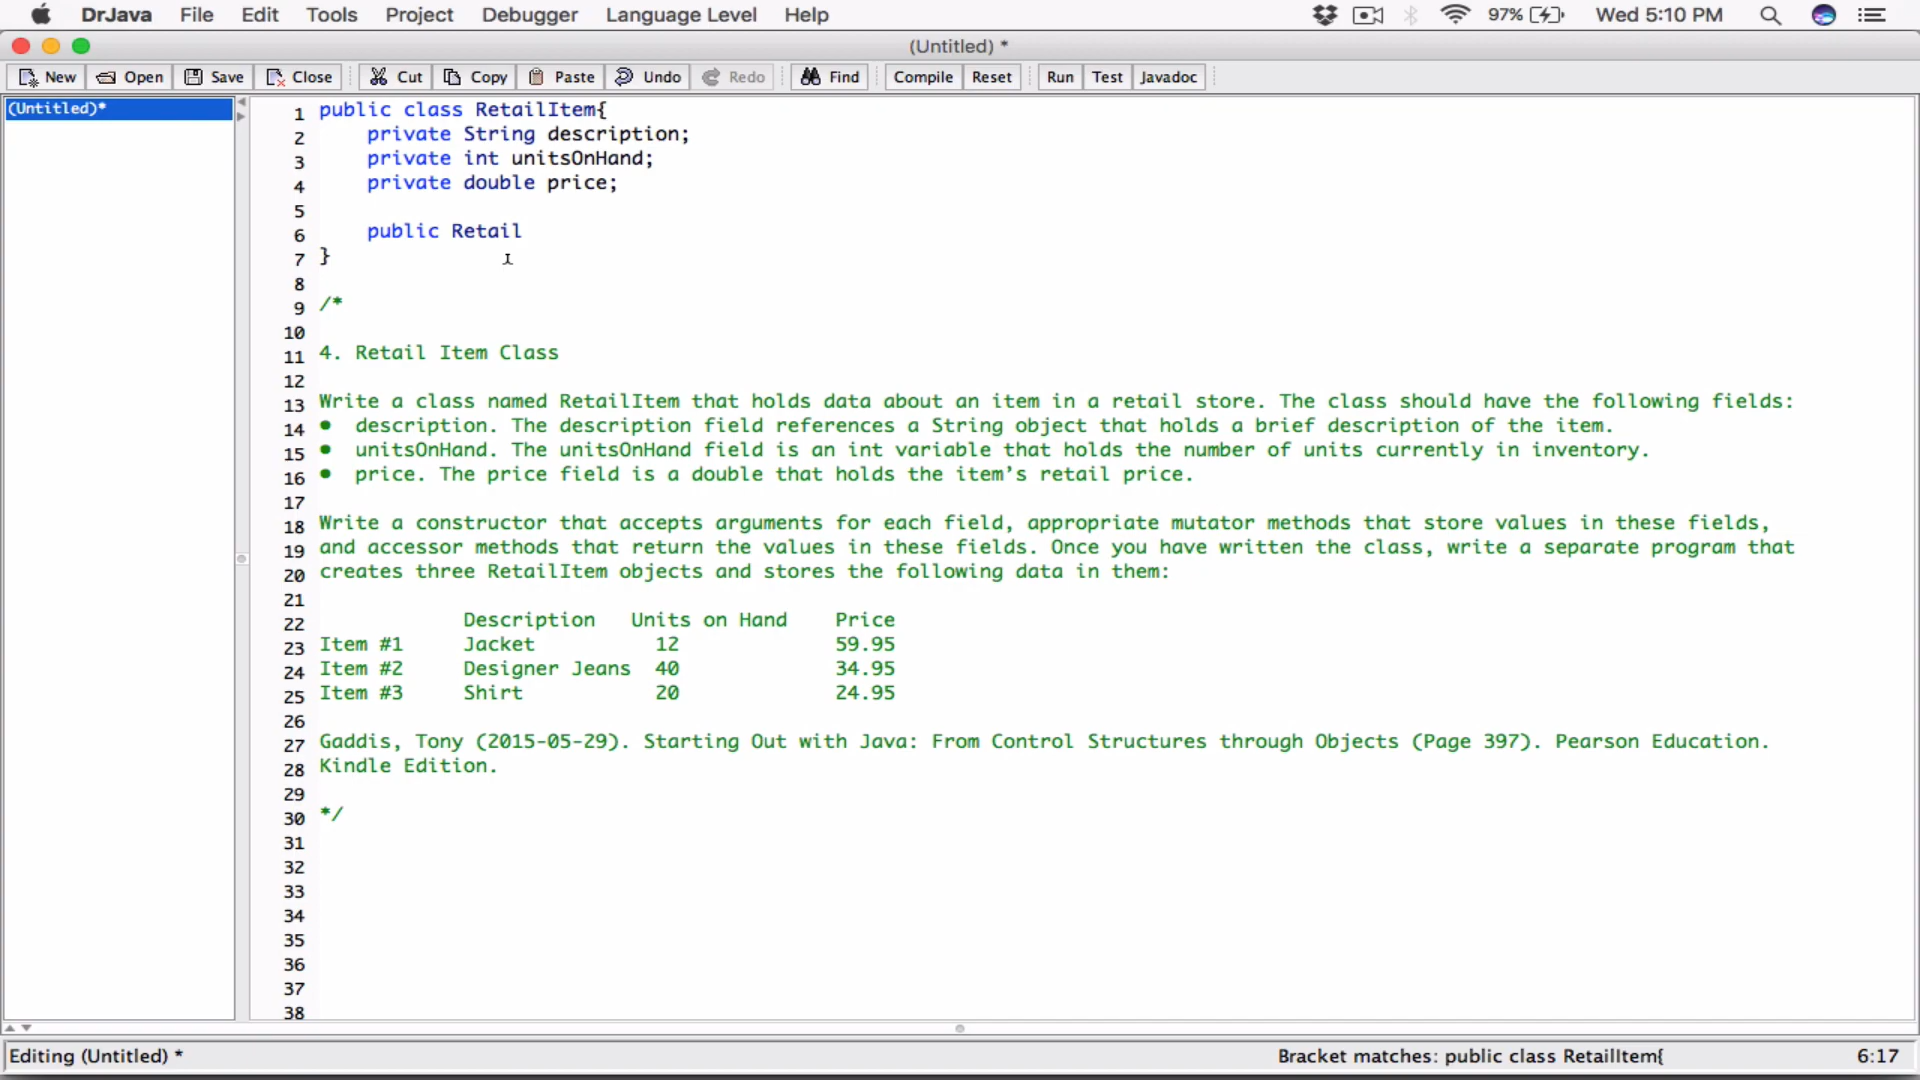 DrJava File Edit Tools Project Debugger Language Level Help 97% Wed 5:10 PM
(Untitled) *
New Open Save Close Cut Copy Paste Undo Redo Find Compile Reset Run Test Javadoc
(Untitled)*
1 public class RetailItem{
2 private String description;
3 private int unitsOnHand;
4 private double price;
5
6 public Retail
7 }
8
9 /*
10
11 4. Retail Item Class
12
13 Write a class named RetailItem that holds data about an item in a retail store. The class should have the following fields:
14 • description. The description field references a String object that holds a brief description of the item.
15 • unitsOnHand. The unitsOnHand field is an int variable that holds the number of units currently in inventory.
16 • price. The price field is a double that holds the item’s retail price.
17
18 Write a constructor that accepts arguments for each field, appropriate mutator methods that store values in these fields,
19 and accessor methods that return the values in these fields. Once you have written the class, write a separate program that
20 creates three RetailItem objects and stores the following data in them:
21
22 Description Units on Hand Price
23 Item #1 Jacket 12 59.95
24 Item #2 Designer Jeans 40 34.95
25 Item #3 Shirt 20 24.95
26
27 Gaddis, Tony (2015-05-29). Starting Out with Java: From Control Structures through Objects (Page 397). Pearson Education.
28 Kindle Edition.
29
30 */
31
32
33
34
35
36
37
38
Editing (Untitled) * Bracket matches: public class RetailItem{ 6:17